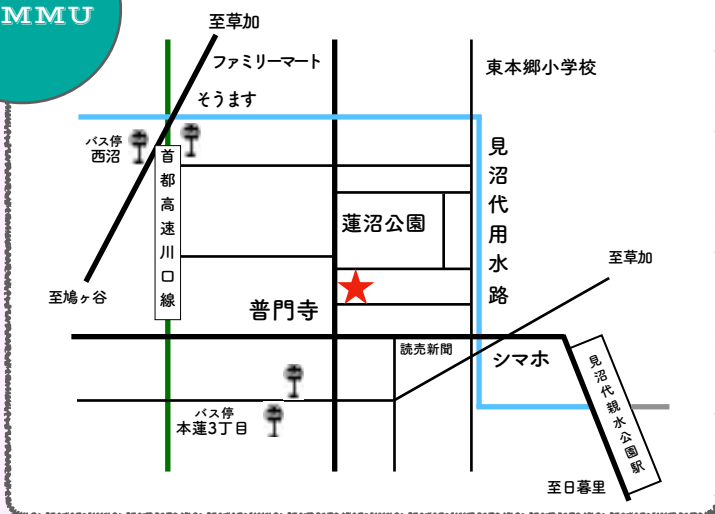 MMU
至草加
ファミリーマート
東本郷小学校
そうます
バス停
西沼
首都高速川口線
見沼代用水路
蓮沼公園
至草加
至鳩ヶ谷
普門寺
読売新聞
シマホ
見沼代親水公園駅
バス停
本蓮3丁目
至日暮里